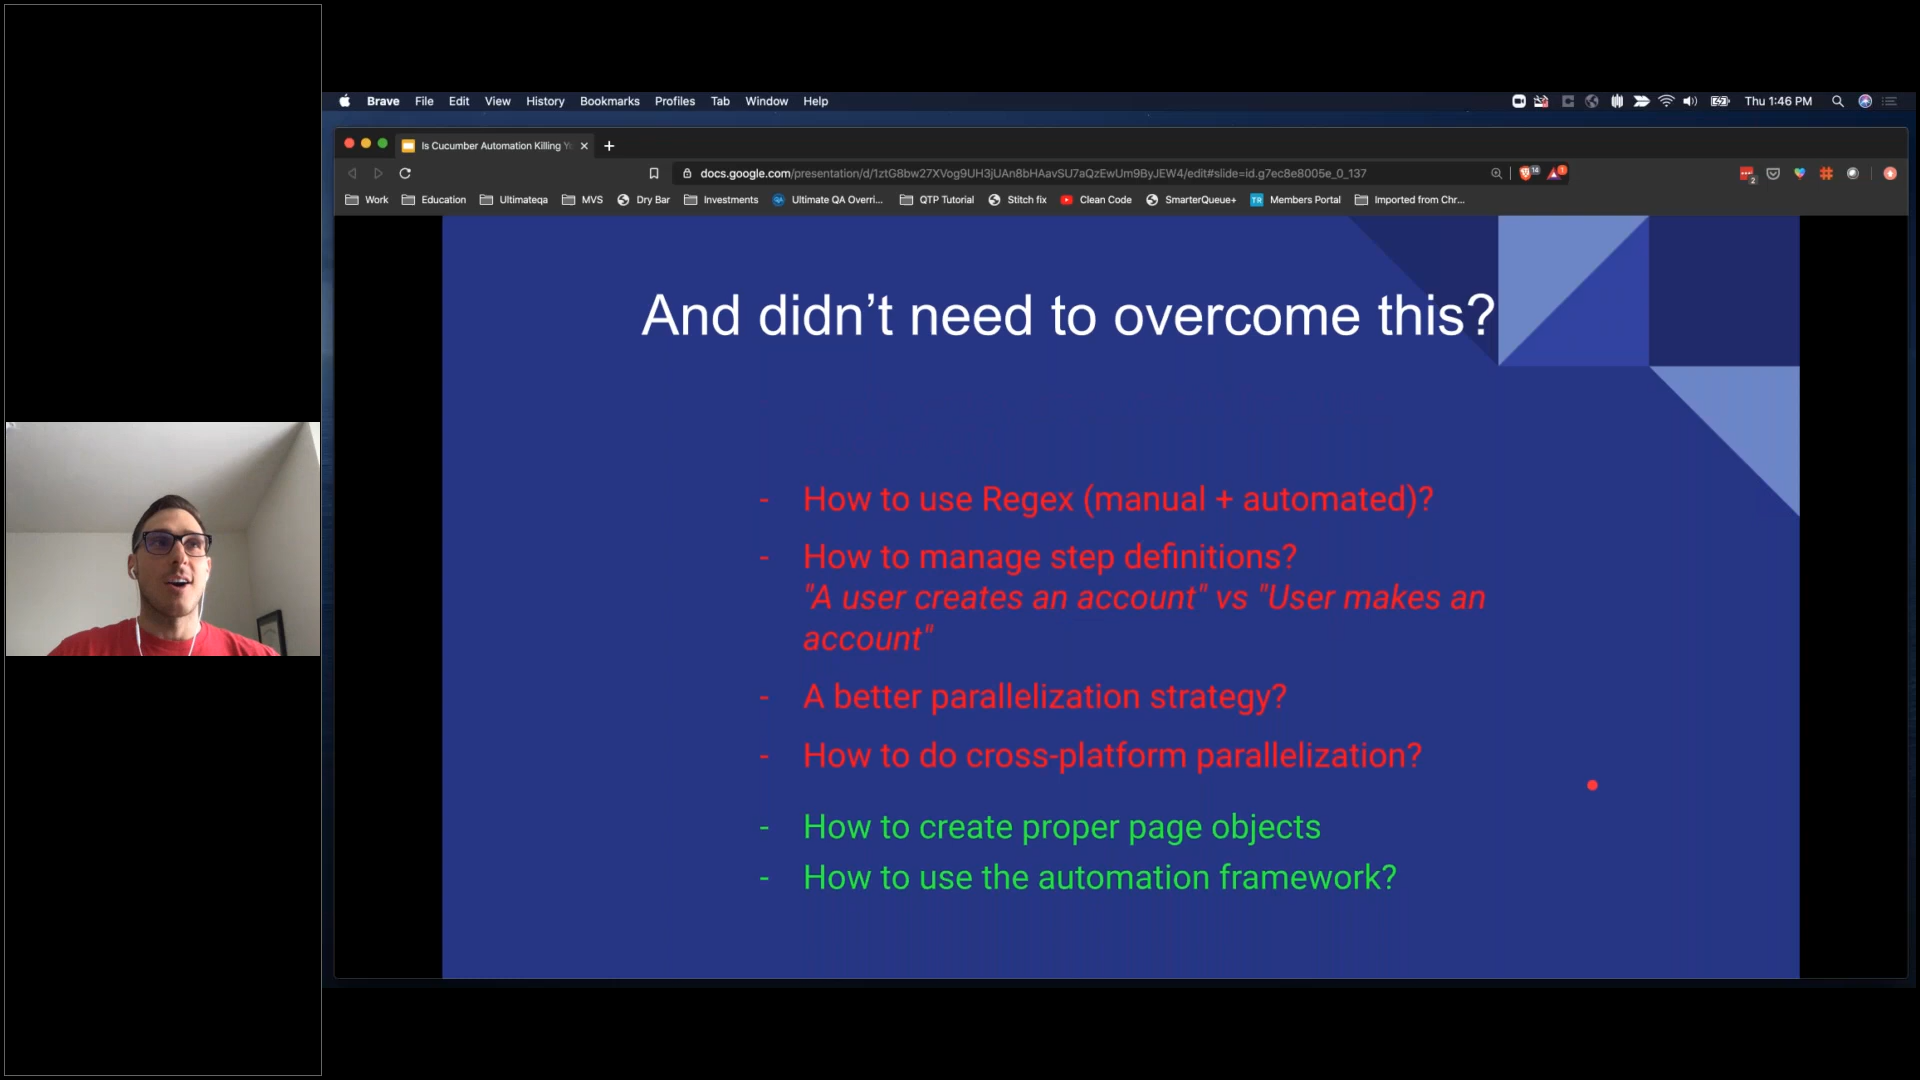 Brave File Edit View History Bookmarks Profiles Tab Window Help Thu 1:46 PM
Is Cucumber Automation Killing Y
docs.google.com/presentation/d/1ztG8bw27XVog9UH3jUAn8bHAavSU7aQzEwUm9ByJEW4/edit#slide=id.g7ec8e8005e_0_137
Work Education Ultimateqa MVS Dry Bar Investments Ultimate QA Overri... QTP Tutorial Stitch fix Clean Code SmarterQueue+ TR Members Portal Imported from Chr...
And didn’t need to overcome this?
- How to use Regex (manual + automated)?
- How to manage step definitions?
"A user creates an account" vs "User makes an
account"
- A better parallelization strategy?
- How to do cross-platform parallelization?
- How to create proper page objects
- How to use the automation framework?